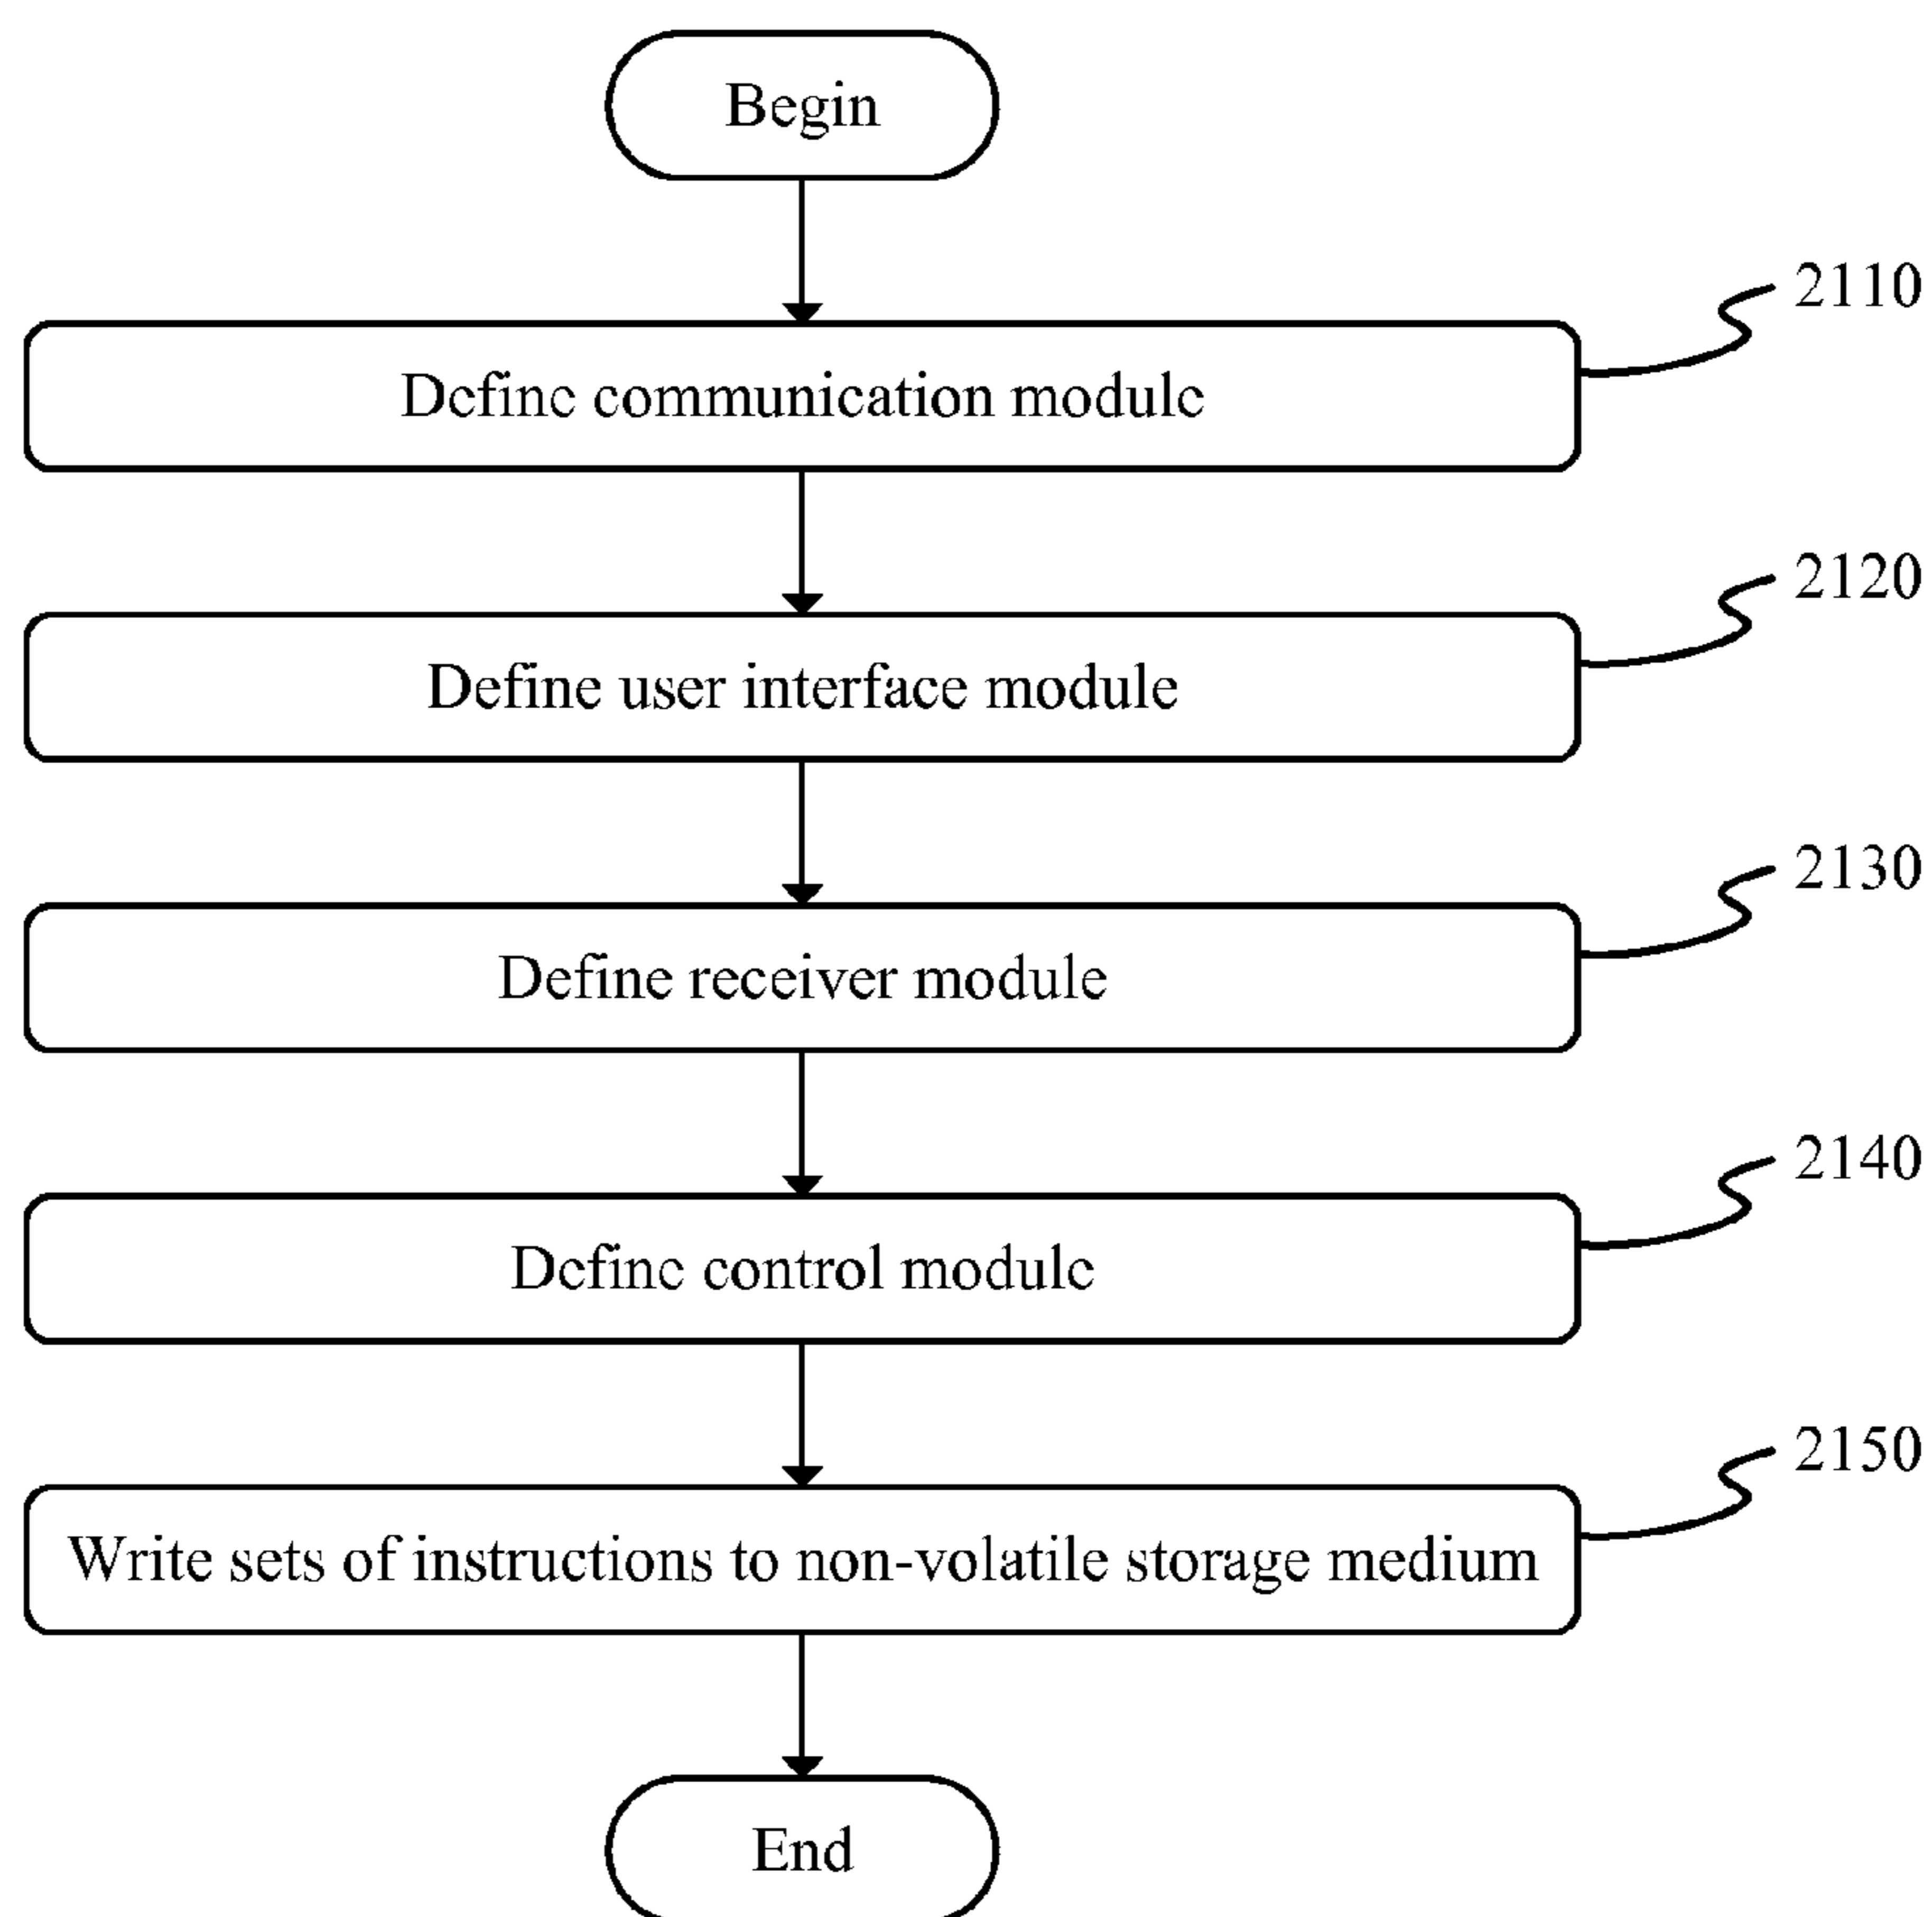 Begin
2110
Define communication module
2120
Define user interface module
2130
Define receiver module
2140
Define control module
2150
Write sets of instructions to non-volatile storage medium
End